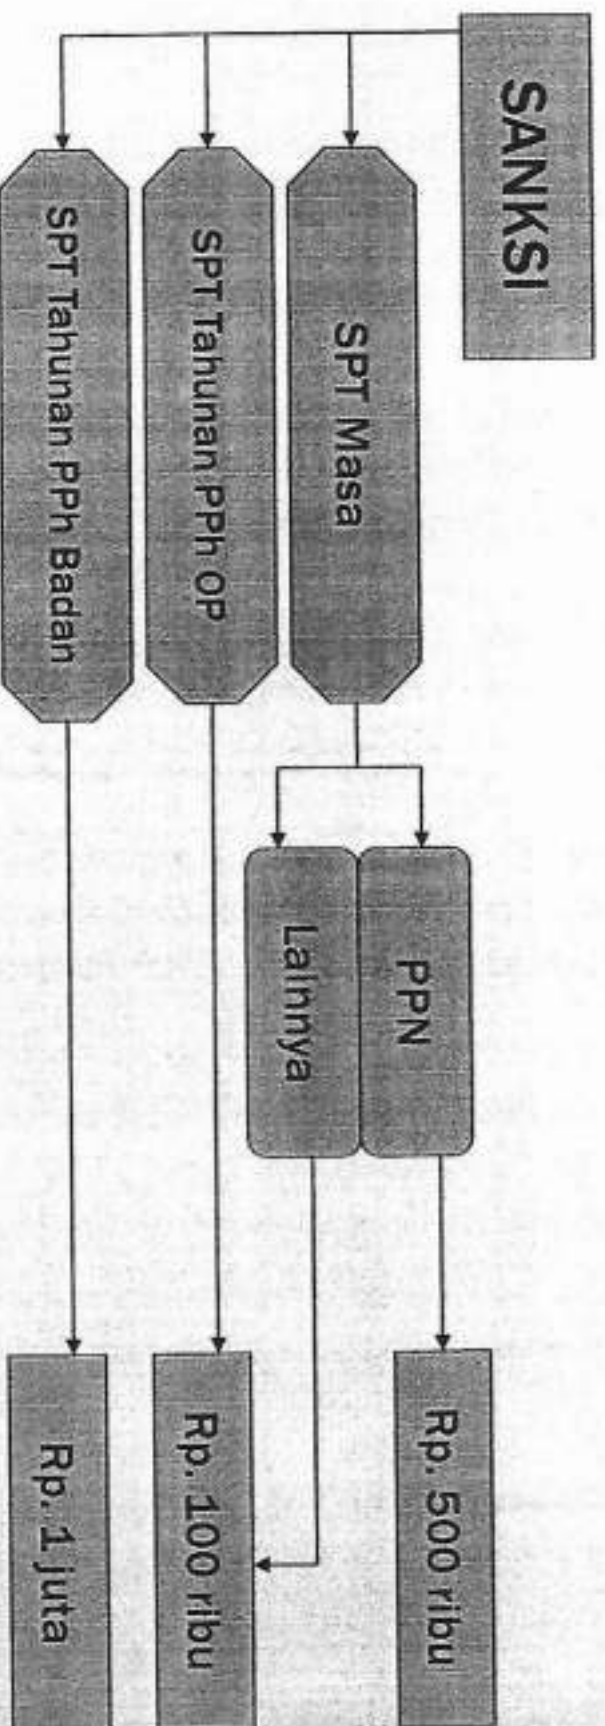 SANKSI
SPT Masa
PPN
Rp. 500 ribu
Lainnya
SPT Tahunan PPh OP
Rp. 100 ribu
SPT Tahunan PPh Badan
Rp. 1 juta